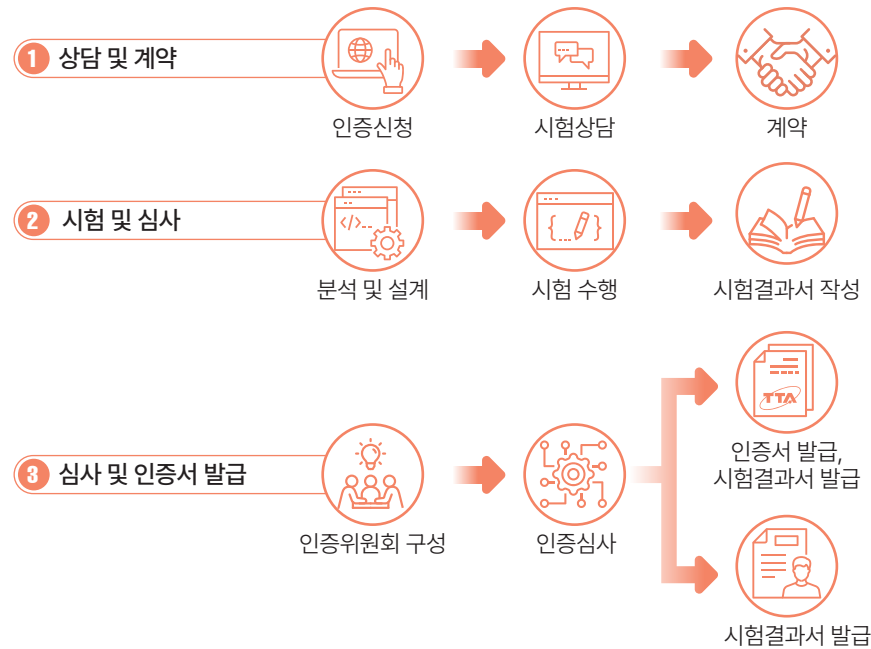 1 상담 및 계약
인증신청
시험상담
계약
2 시험 및 심사
</>
{ }
분석 및 설계
시험 수행
시험결과서 작성
TTA
인증서 발급,
시험결과서 발급
3 심사 및 인증서 발급
인증위원회 구성
인증심사
시험결과서 발급